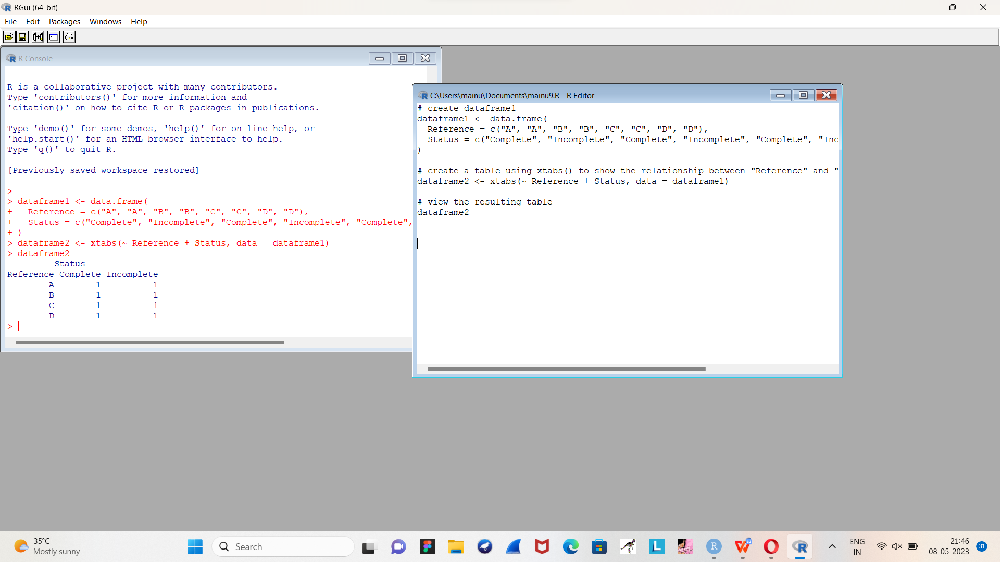 RGui (64-bit)
File Edit Packages Windows Help
R Console
R is a collaborative project with many contributors.
Type 'contributors()' for more information and
'citation()' on how to cite R or R packages in publications.
Type 'demo()' for some demos, 'help()' for on-line help, or
'help.start()' for an HTML browser interface to help.
Type 'q()' to quit R.
[Previously saved workspace restored]
>
> dataframe1 <- data.frame(
+   Reference = c("A", "A", "B", "B", "C", "C", "D", "D"),
+   Status = c("Complete", "Incomplete", "Complete", "Incomplete", "Complete",
+ )
> dataframe2 <- xtabs(~ Reference + Status, data = dataframe1)
> dataframe2
         Status
Reference Complete Incomplete
        A        1          1
        B        1          1
        C        1          1
        D        1          1
>
C:\Users\mainu\Documents\mainu9.R - R Editor
# create dataframe1
dataframe1 <- data.frame(
  Reference = c("A", "A", "B", "B", "C", "C", "D", "D"),
  Status = c("Complete", "Incomplete", "Complete", "Incomplete", "Complete", "Inc
)
# create a table using xtabs() to show the relationship between "Reference" and "
dataframe2 <- xtabs(~ Reference + Status, data = dataframe1)
# view the resulting table
dataframe2
35°C
Mostly sunny
Search
L
R
W
ENG
IN
21:46
08-05-2023
31